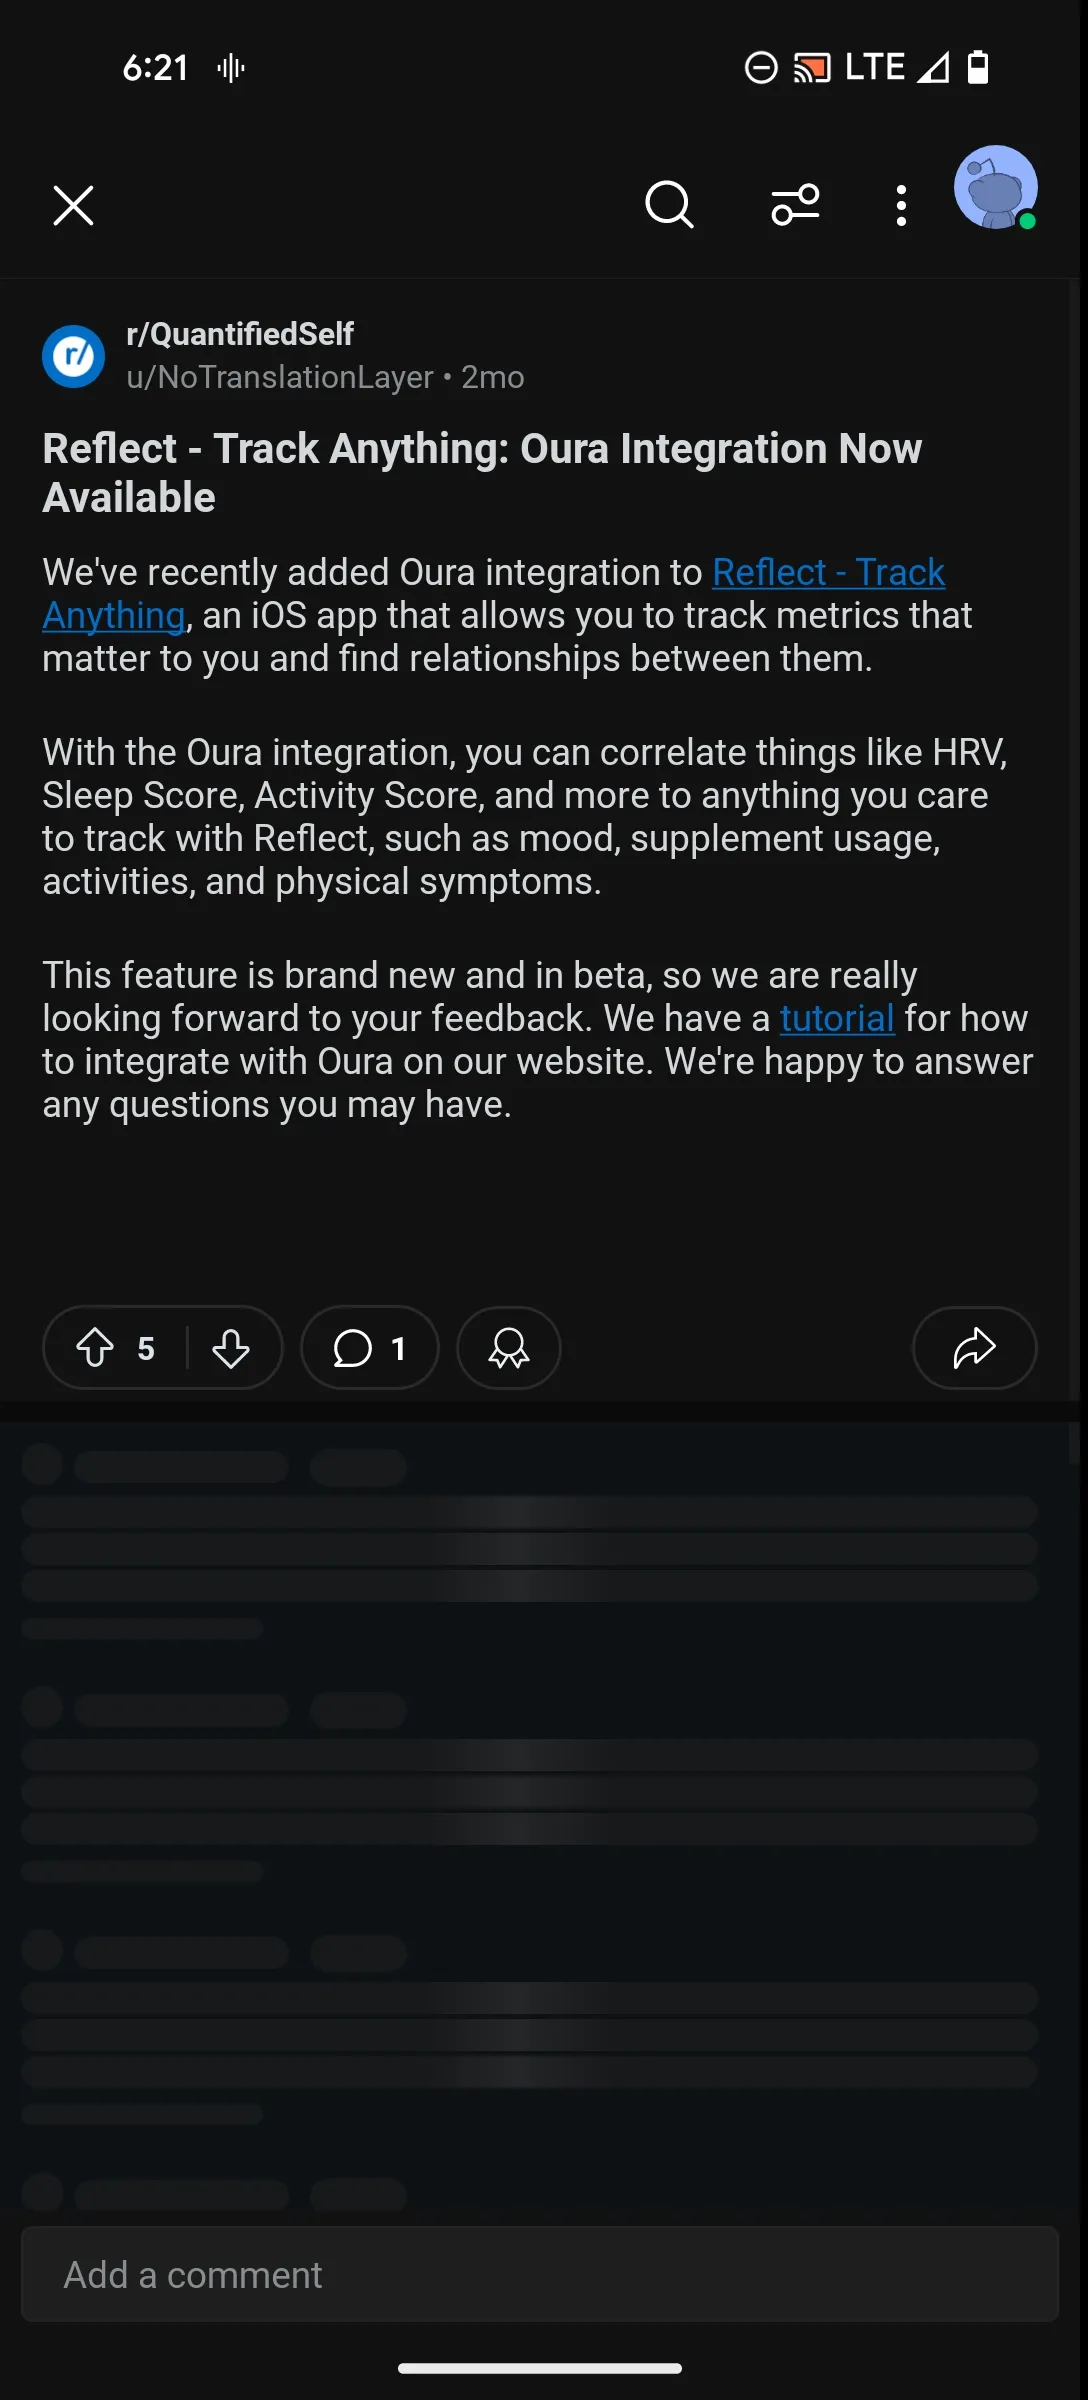 6:21
LTE
r/QuantifiedSelf
r/
u/NoTranslationLayer • 2mo
Reflect - Track Anything: Oura Integration Now
Available
We've recently added Oura integration to Reflect - Track
Anything, an iOS app that allows you to track metrics that
matter to you and find relationships between them.
With the Oura integration, you can correlate things like HRV,
Sleep Score, Activity Score, and more to anything you care
to track with Reflect, such as mood, supplement usage,
activities, and physical symptoms.
This feature is brand new and in beta, so we are really
looking forward to your feedback. We have a tutorial for how
to integrate with Oura on our website. We're happy to answer
any questions you may have.
5
1
Add a comment